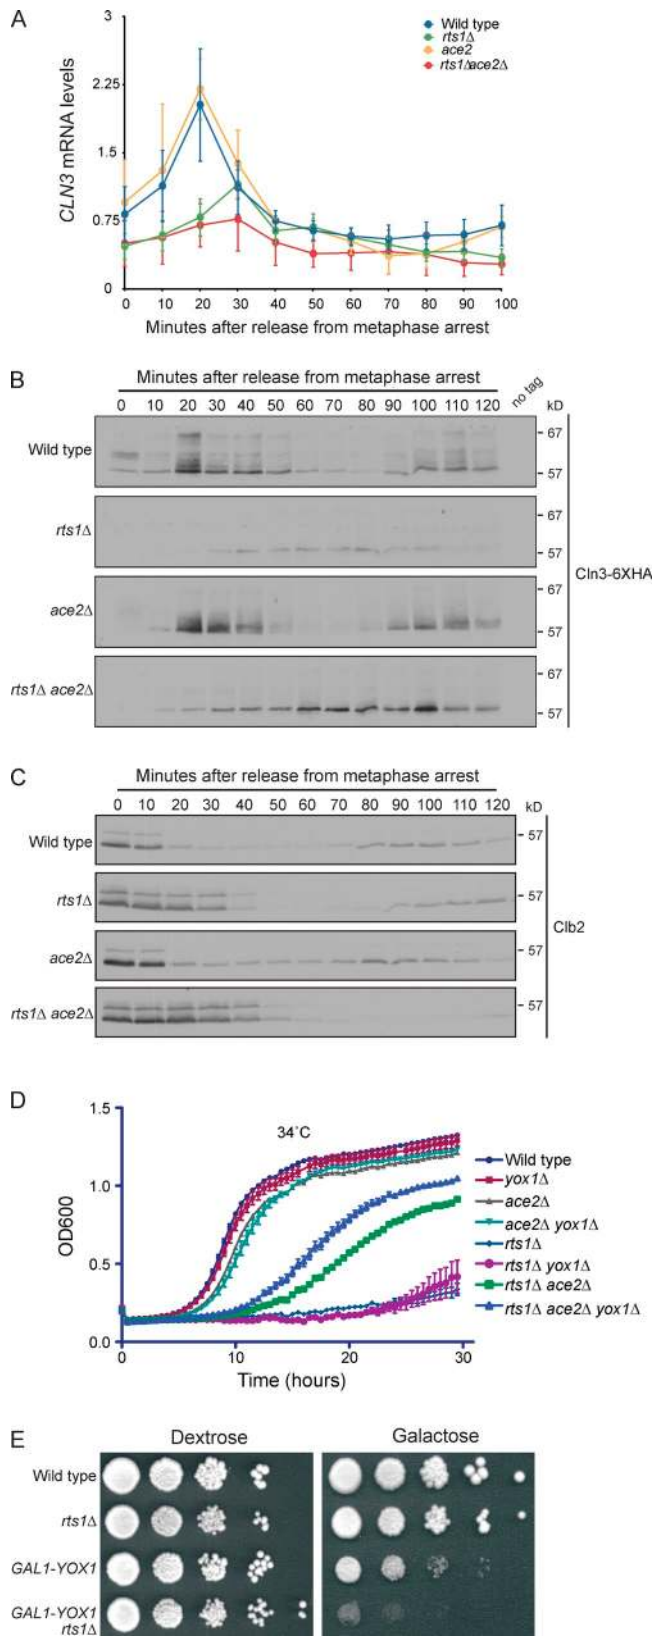 A
3
2.25
1.5
0.75
0
CLN3 mRNA levels
Wild type
rts1Δ
ace2
rts1Δace2Δ
0 10 20 30 40 50 60 70 80 90 100
Minutes after release from metaphase arrest
B
Minutes after release from metaphase arrest
0 10 20 30 40 50 60 70 80 90 100 110 120 no tag kD
Wild type
67
57
rts1Δ
67
57
ace2Δ
67
57
rts1Δ ace2Δ
67
57
Cln3-6XHA
C
Minutes after release from metaphase arrest
0 10 20 30 40 50 60 70 80 90 100 110 120 kD
Wild type
57
rts1Δ
57
ace2Δ
57
rts1Δ ace2Δ
57
Clb2
D
1.5
1.0
0.5
0.0
OD600
34˚C
0 10 20 30
Time (hours)
Wild type
yox1Δ
ace2Δ
ace2Δ yox1Δ
rts1Δ
rts1Δ yox1Δ
rts1Δ ace2Δ
rts1Δ ace2Δ yox1Δ
E
Dextrose Galactose
Wild type
rts1Δ
GAL1-YOX1
GAL1-YOX1
rts1Δ